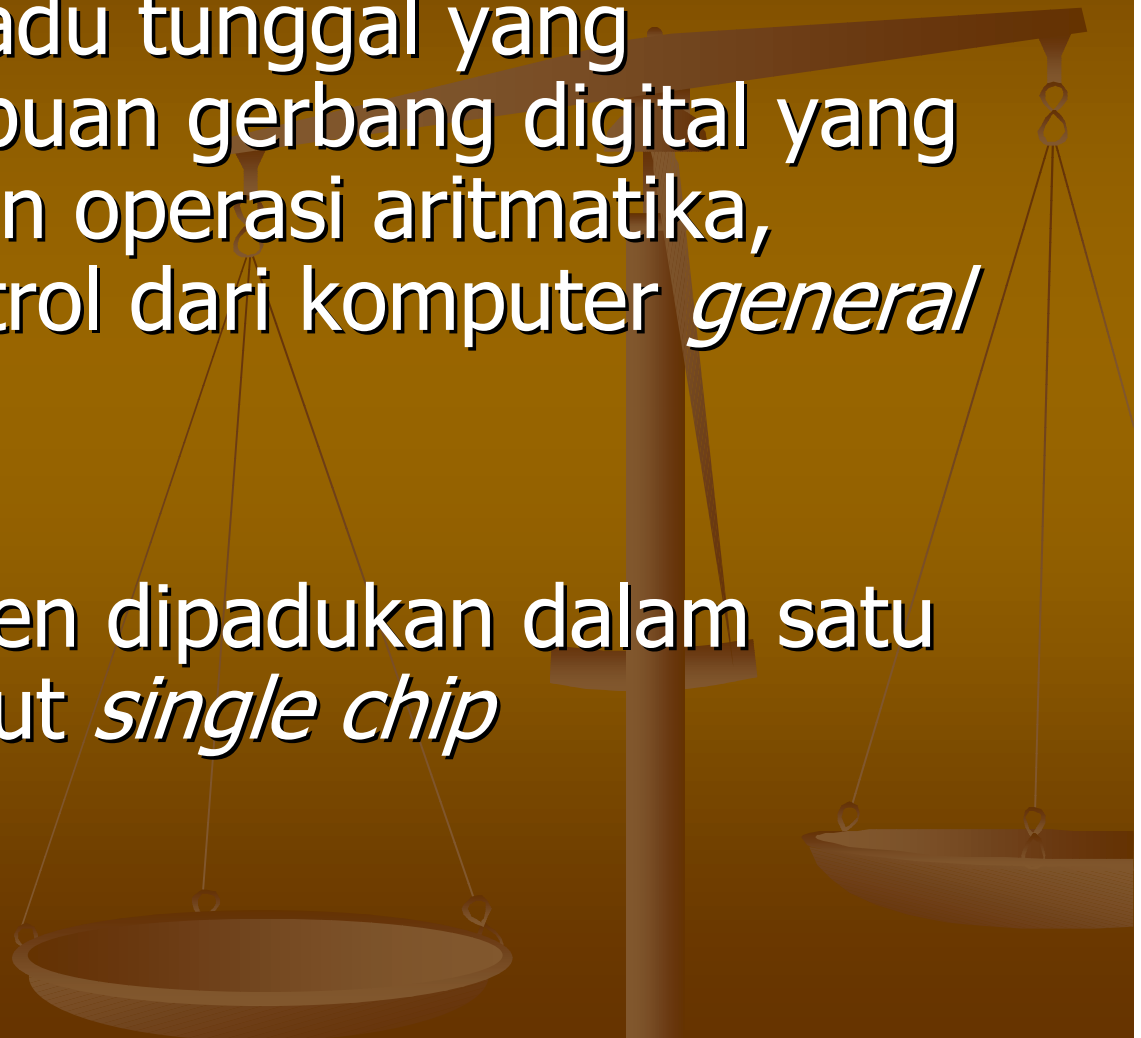 adu tunggal yang
puan gerbang digital yang
n operasi aritmatika,
trol dari komputer general
en dipadukan dalam satu
ut single chip